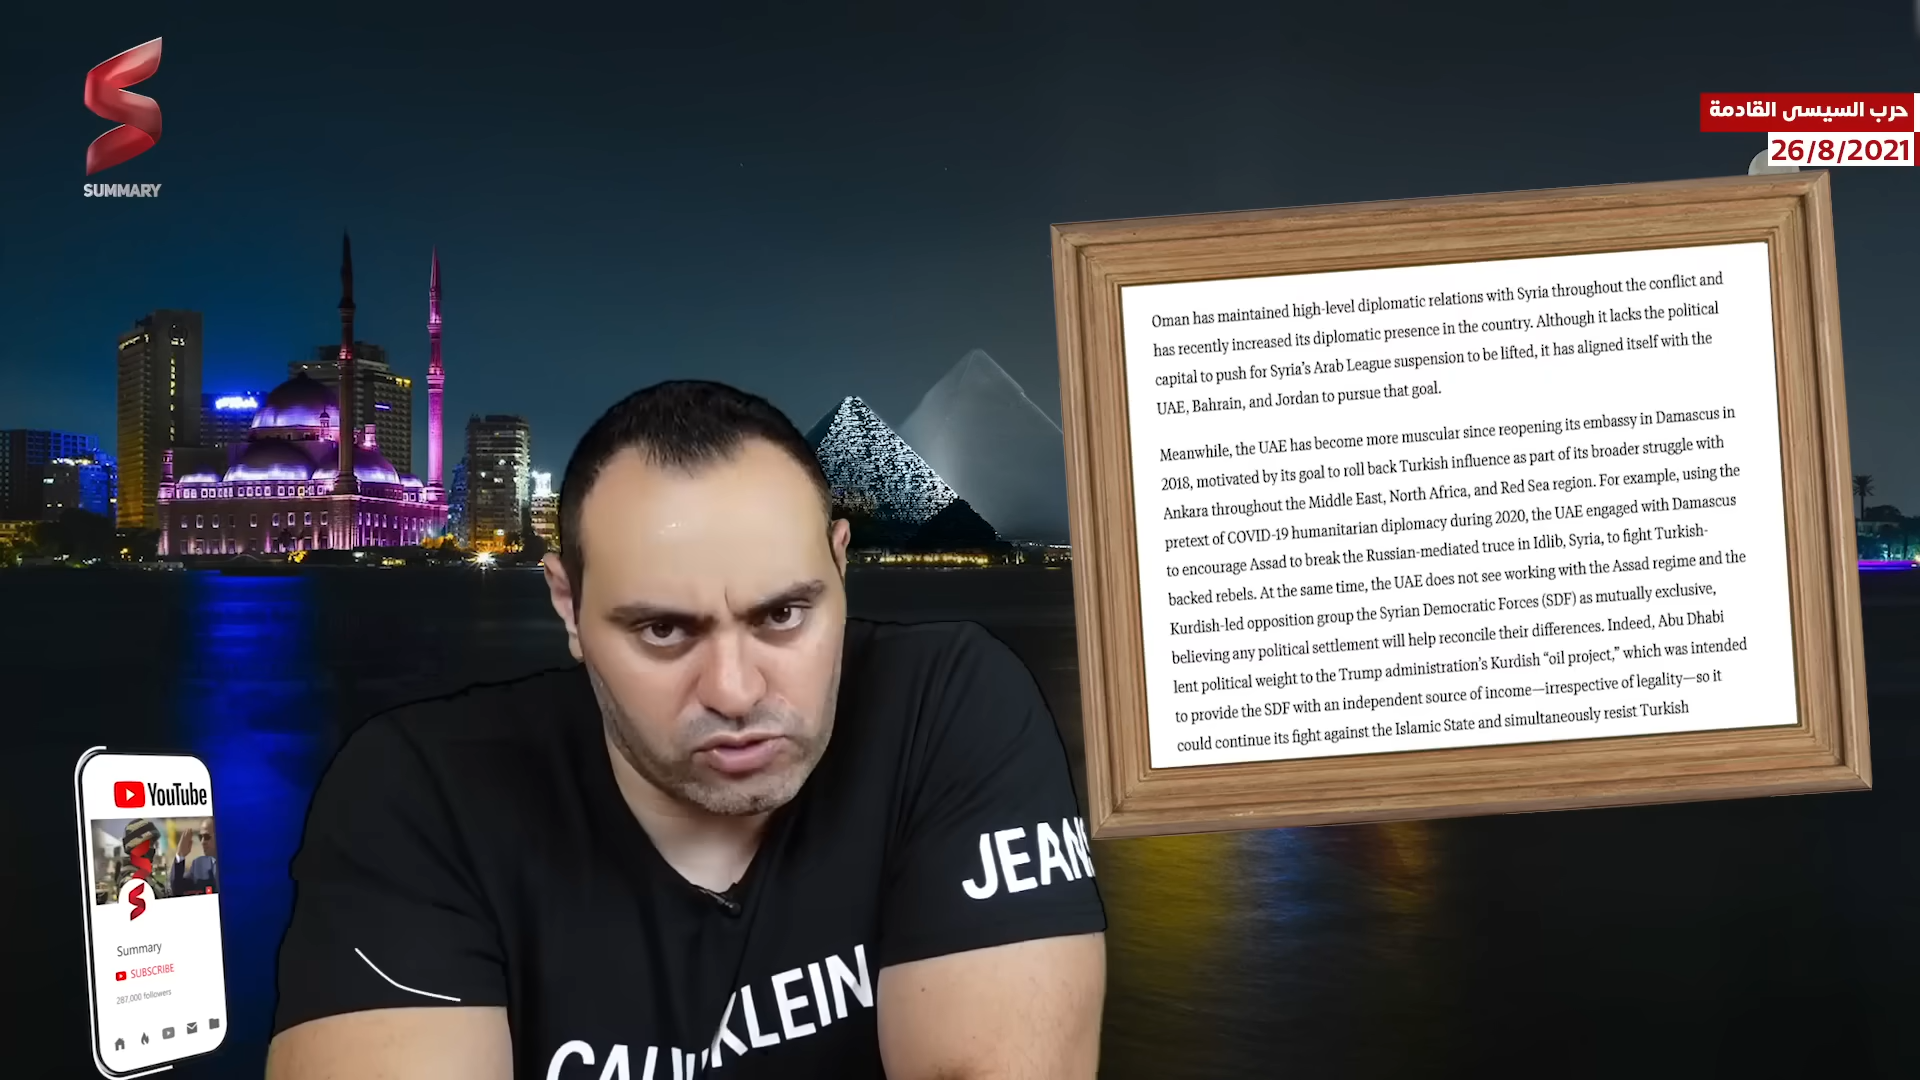 SUMMARY
حرب السيسى القادمة
26/8/2021
Oman has maintained high-level diplomatic relations with Syria throughout the conflict and
has recently increased its diplomatic presence in the country. Although it lacks the political
capital to push for Syria's Arab League suspension to be lifted, it has aligned itself with the
UAE, Bahrain, and Jordan to pursue that goal.
Meanwhile, the UAE has become more muscular since reopening its embassy in Damascus in
2018, motivated by its goal to roll back Turkish influence as part of its broader struggle with
Ankara throughout the Middle East, North Africa, and Red Sea region. For example, using the
pretext of COVID-19 humanitarian diplomacy during 2020, the UAE engaged with Damascus
to encourage Assad to break the Russian-mediated truce in Idlib, Syria, to fight Turkish-
backed rebels. At the same time, the UAE does not see working with the Assad regime and the
Kurdish-led opposition group the Syrian Democratic Forces (SDF) as mutually exclusive,
believing any political settlement will help reconcile their differences. Indeed, Abu Dhabi
lent political weight to the Trump administration's Kurdish “oil project,” which was intended
to provide the SDF with an independent source of income—irrespective of legality—so it
could continue its fight against the Islamic State and simultaneously resist Turkish
YouTube
Summary
SUBSCRIBE
287,000 followers
JEANS
KLEIN